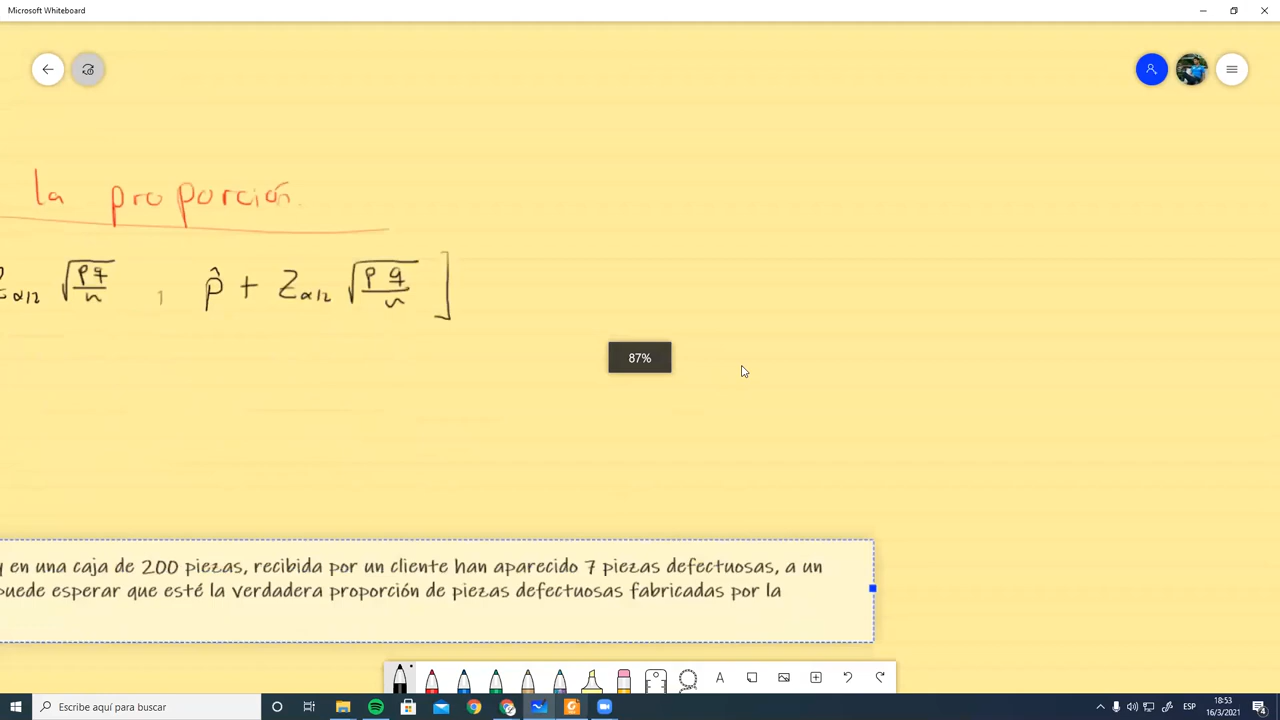 Microsoft Whiteboard
la proporción.
Zα/2 √(pq/n) , p̂ + Zα/2 √(p q/n) ]
87%
y en una caja de 200 piezas, recibida por un cliente han aparecido 7 piezas defectuosas, a un
puede esperar que esté la verdadera proporción de piezas defectuosas fabricadas por la
A
Escribe aquí para buscar
ESP
18:53
16/3/2021